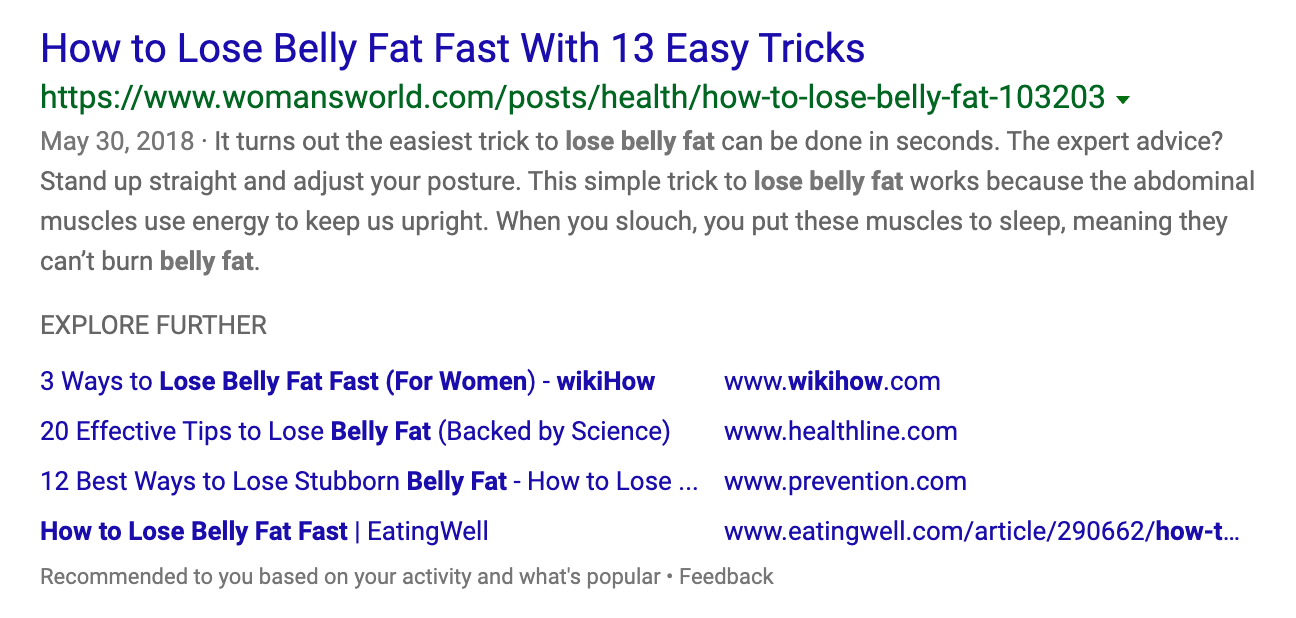 How to Lose Belly Fat Fast With 13 Easy Tricks
https://www.womansworld.com/posts/health/how-to-lose-belly-fat-103203
May 30, 2018 · It turns out the easiest trick to lose belly fat can be done in seconds. The expert advice?
Stand up straight and adjust your posture. This simple trick to lose belly fat works because the abdominal
muscles use energy to keep us upright. When you slouch, you put these muscles to sleep, meaning they
can’t burn belly fat.
EXPLORE FURTHER
3 Ways to Lose Belly Fat Fast (For Women) - wikiHow www.wikihow.com
20 Effective Tips to Lose Belly Fat (Backed by Science) www.healthline.com
12 Best Ways to Lose Stubborn Belly Fat - How to Lose ... www.prevention.com
How to Lose Belly Fat Fast | EatingWell www.eatingwell.com/article/290662/how-t...
Recommended to you based on your activity and what's popular • Feedback